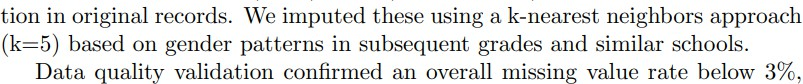 tion in original records. We imputed these using a k-nearest neighbors approach
(k=5) based on gender patterns in subsequent grades and similar schools.
Data quality validation confirmed an overall missing value rate below 3%,